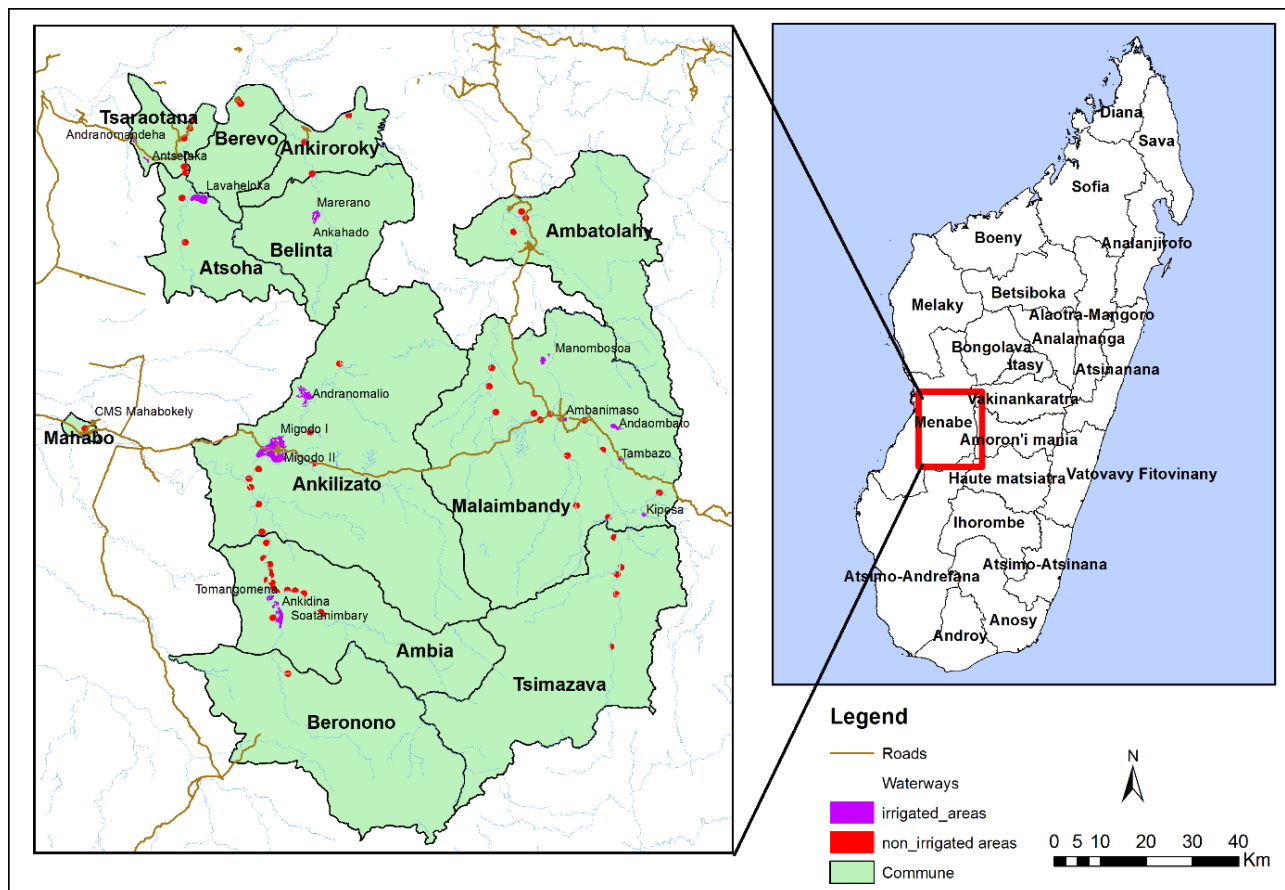 Tsaraotana
Andranomandeha
Berevo
Antsefaka
Ankiroroky
Lavaheloka
Marerano
Ankahado
Ambatolahy
Belinta
Atsoha
Manombosoa
Andranomalio
CMS Mahabokely
Ambanimaso
Andaombato
Mahabo
Migodo I
Migodo II
Tambazo
Ankilizato
Malaimbandy
Kiposa
Tomangomena
Ankidina
Soatanimbary
Ambia
Tsimazava
Beronono
Diana
Sava
Sofia
Boeny
Analanjirofo
Melaky
Betsiboka
Alaotra-Mangoro
Bongolava
Analamanga
Itasy
Atsinanana
Vakinankaratra
Menabe
Amoron'i mania
Haute matsiatra
Vatovavy Fitovinany
Ihorombe
Atsimo-Andrefana
Atsimo-Atsinana
Anosy
Androy
Legend
Roads
Waterways
irrigated_areas
non_irrigated areas
Commune
N
0 5 10 20 30 40
Km